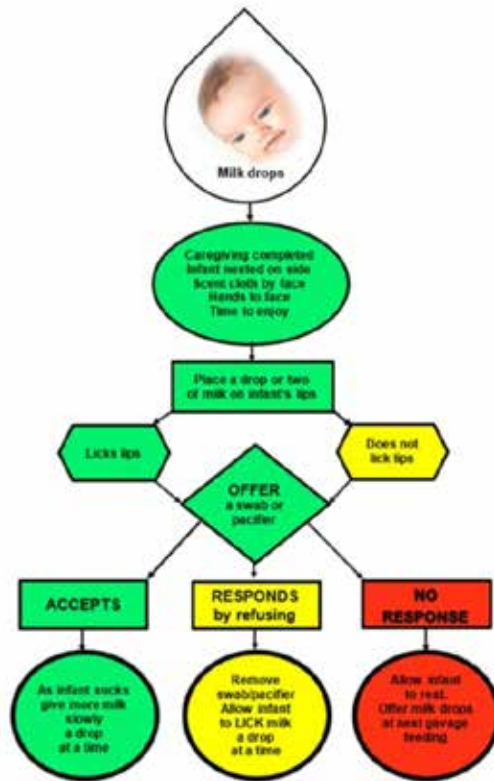 Milk drops
Caregiving completed
Infant nested on side
Scent cloth by face
Hands to face
Time to enjoy
Place a drop or two
of milk on infant's lips
Licks lips
Does not
lick lips
OFFER
a swab or
pacifier
ACCEPTS
RESPONDS
by refusing
NO
RESPONSE
As infant sucks
give more milk
slowly
a drop
at a time
Remove
swab/pacifier
Allow infant
to LICK milk
a drop
at a time
Allow infant
to rest.
Offer milk drops
at next gavage
feeding